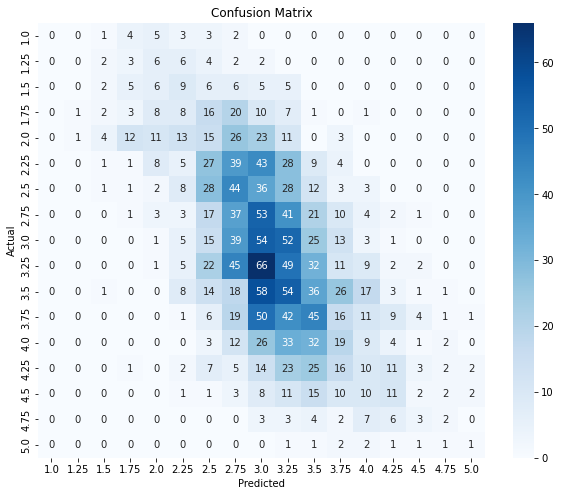 Confusion Matrix
1.0 0 0 1 4 5 3 3 2 0 0 0 0 0 0 0 0 0
1.25 0 0 2 3 6 6 4 2 2 0 0 0 0 0 0 0 0
1.5 0 0 2 5 6 9 6 6 5 5 0 0 0 0 0 0 0
1.75 0 1 2 3 8 8 16 20 10 7 1 0 1 0 0 0 0
2.0 0 1 4 12 11 13 15 26 23 11 0 3 0 0 0 0 0
2.25 0 0 1 1 8 5 27 39 43 28 9 4 0 0 0 0 0
2.5 0 0 1 1 2 8 28 44 36 28 12 3 3 0 0 0 0
2.75 0 0 0 1 3 3 17 37 53 41 21 10 4 2 1 0 0
3.0 0 0 0 0 1 5 15 39 54 52 25 13 3 1 0 0 0
3.25 0 0 0 0 1 5 22 45 66 49 32 11 9 2 2 0 0
3.5 0 0 1 0 0 8 14 18 58 54 36 26 17 3 1 1 0
3.75 0 0 0 0 0 1 6 19 50 42 45 16 11 9 4 1 1
4.0 0 0 0 0 0 0 3 12 26 33 32 19 9 4 1 2 0
4.25 0 0 0 1 0 2 7 5 14 23 25 16 10 11 3 2 2
4.5 0 0 0 0 0 1 1 3 8 11 15 10 10 11 2 2 2
4.75 0 0 0 0 0 0 0 0 3 3 4 2 7 6 3 2 0
5.0 0 0 0 0 0 0 0 0 0 1 1 2 2 1 1 1 1
1.0 1.25 1.5 1.75 2.0 2.25 2.5 2.75 3.0 3.25 3.5 3.75 4.0 4.25 4.5 4.75 5.0
Predicted
Actual
60
50
40
30
20
10
0